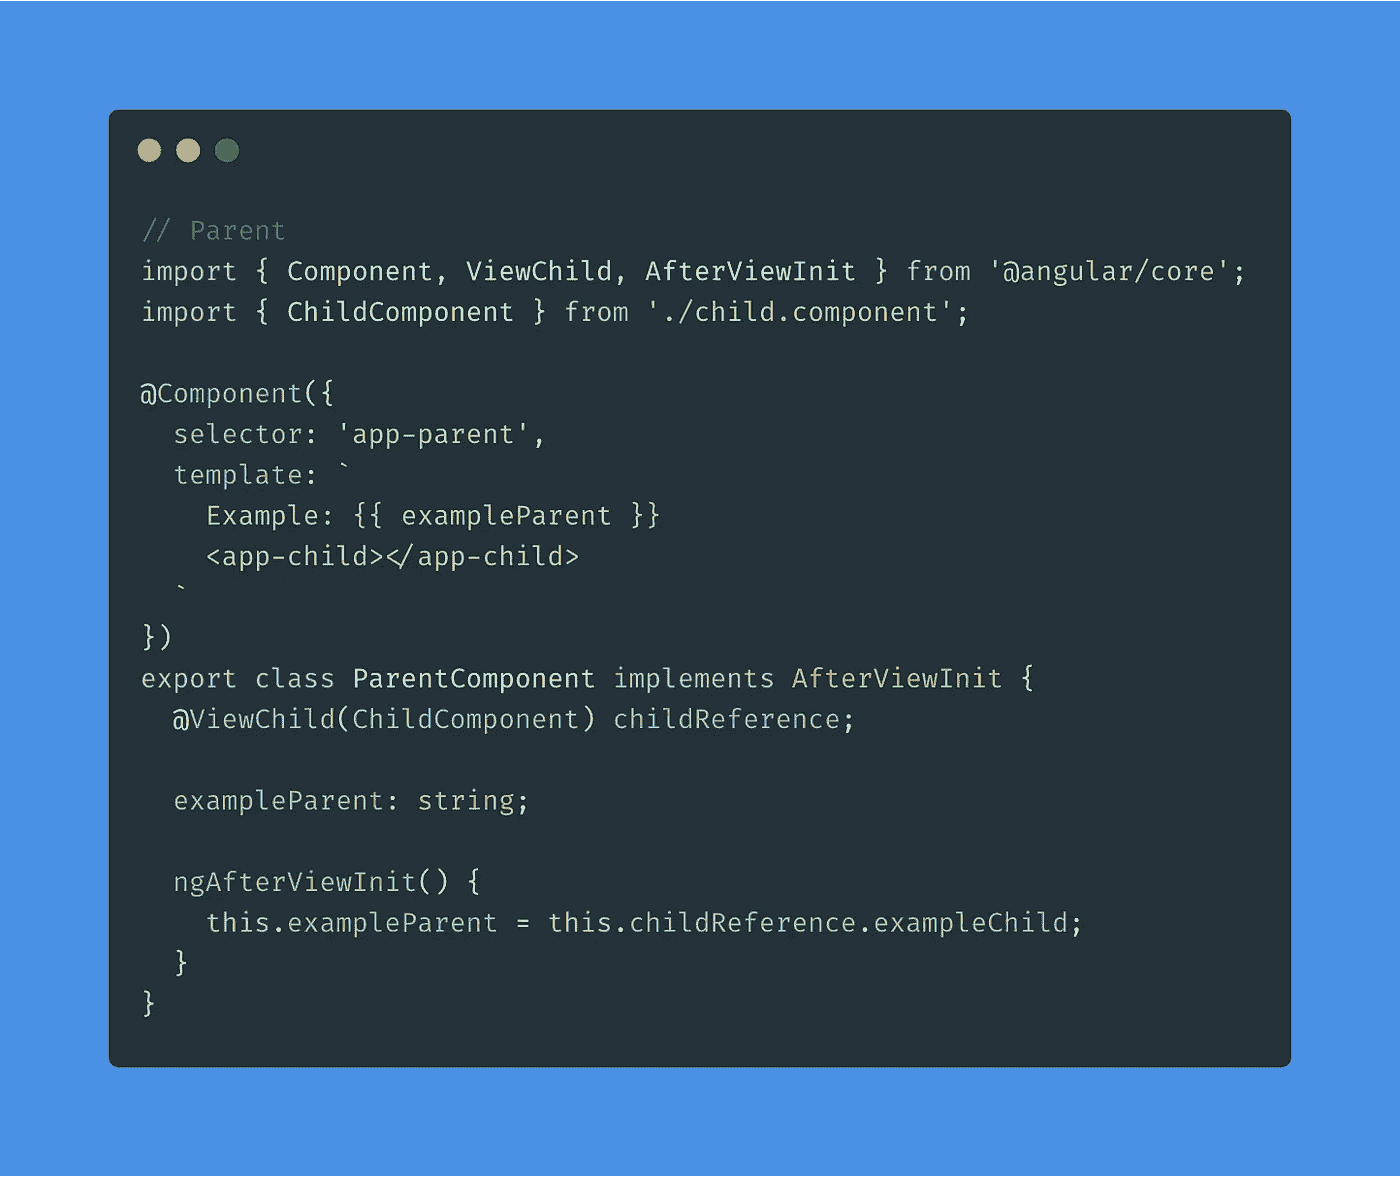 // Parent
import { Component, ViewChild, AfterViewInit } from '@angular/core';
import { ChildComponent } from './child.component';
@Component({
  selector: 'app-parent',
  template: `
    Example: {{ exampleParent }}
    <app-child></app-child>
  `
})
export class ParentComponent implements AfterViewInit {
  @ViewChild(ChildComponent) childReference;
  exampleParent: string;
  ngAfterViewInit() {
    this.exampleParent = this.childReference.exampleChild;
  }
}